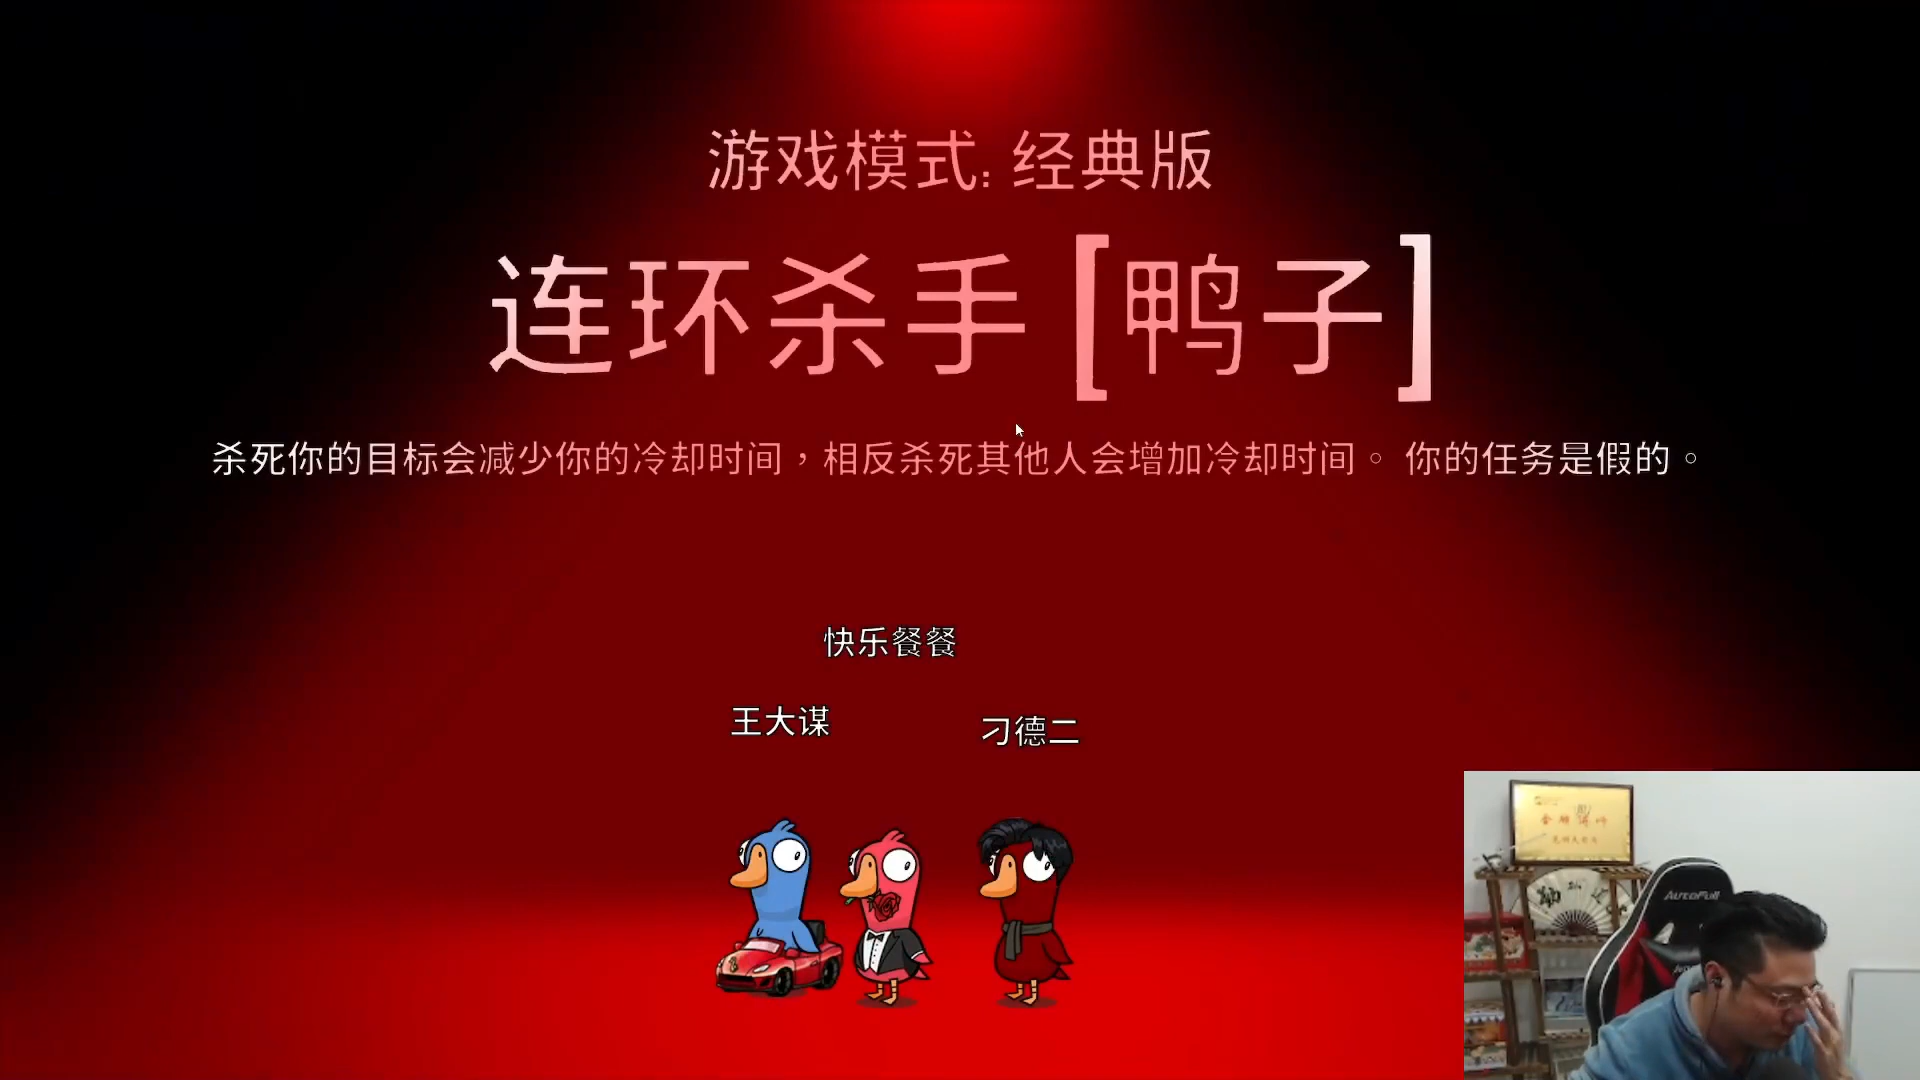 游戏模式: 经典版
连环杀手 [鸭子]
杀死你的目标会减少你的冷却时间，相反杀死其他人会增加冷却时间。 你的任务是假的。
快乐餐餐
王大谋
刁德二
AutoFull